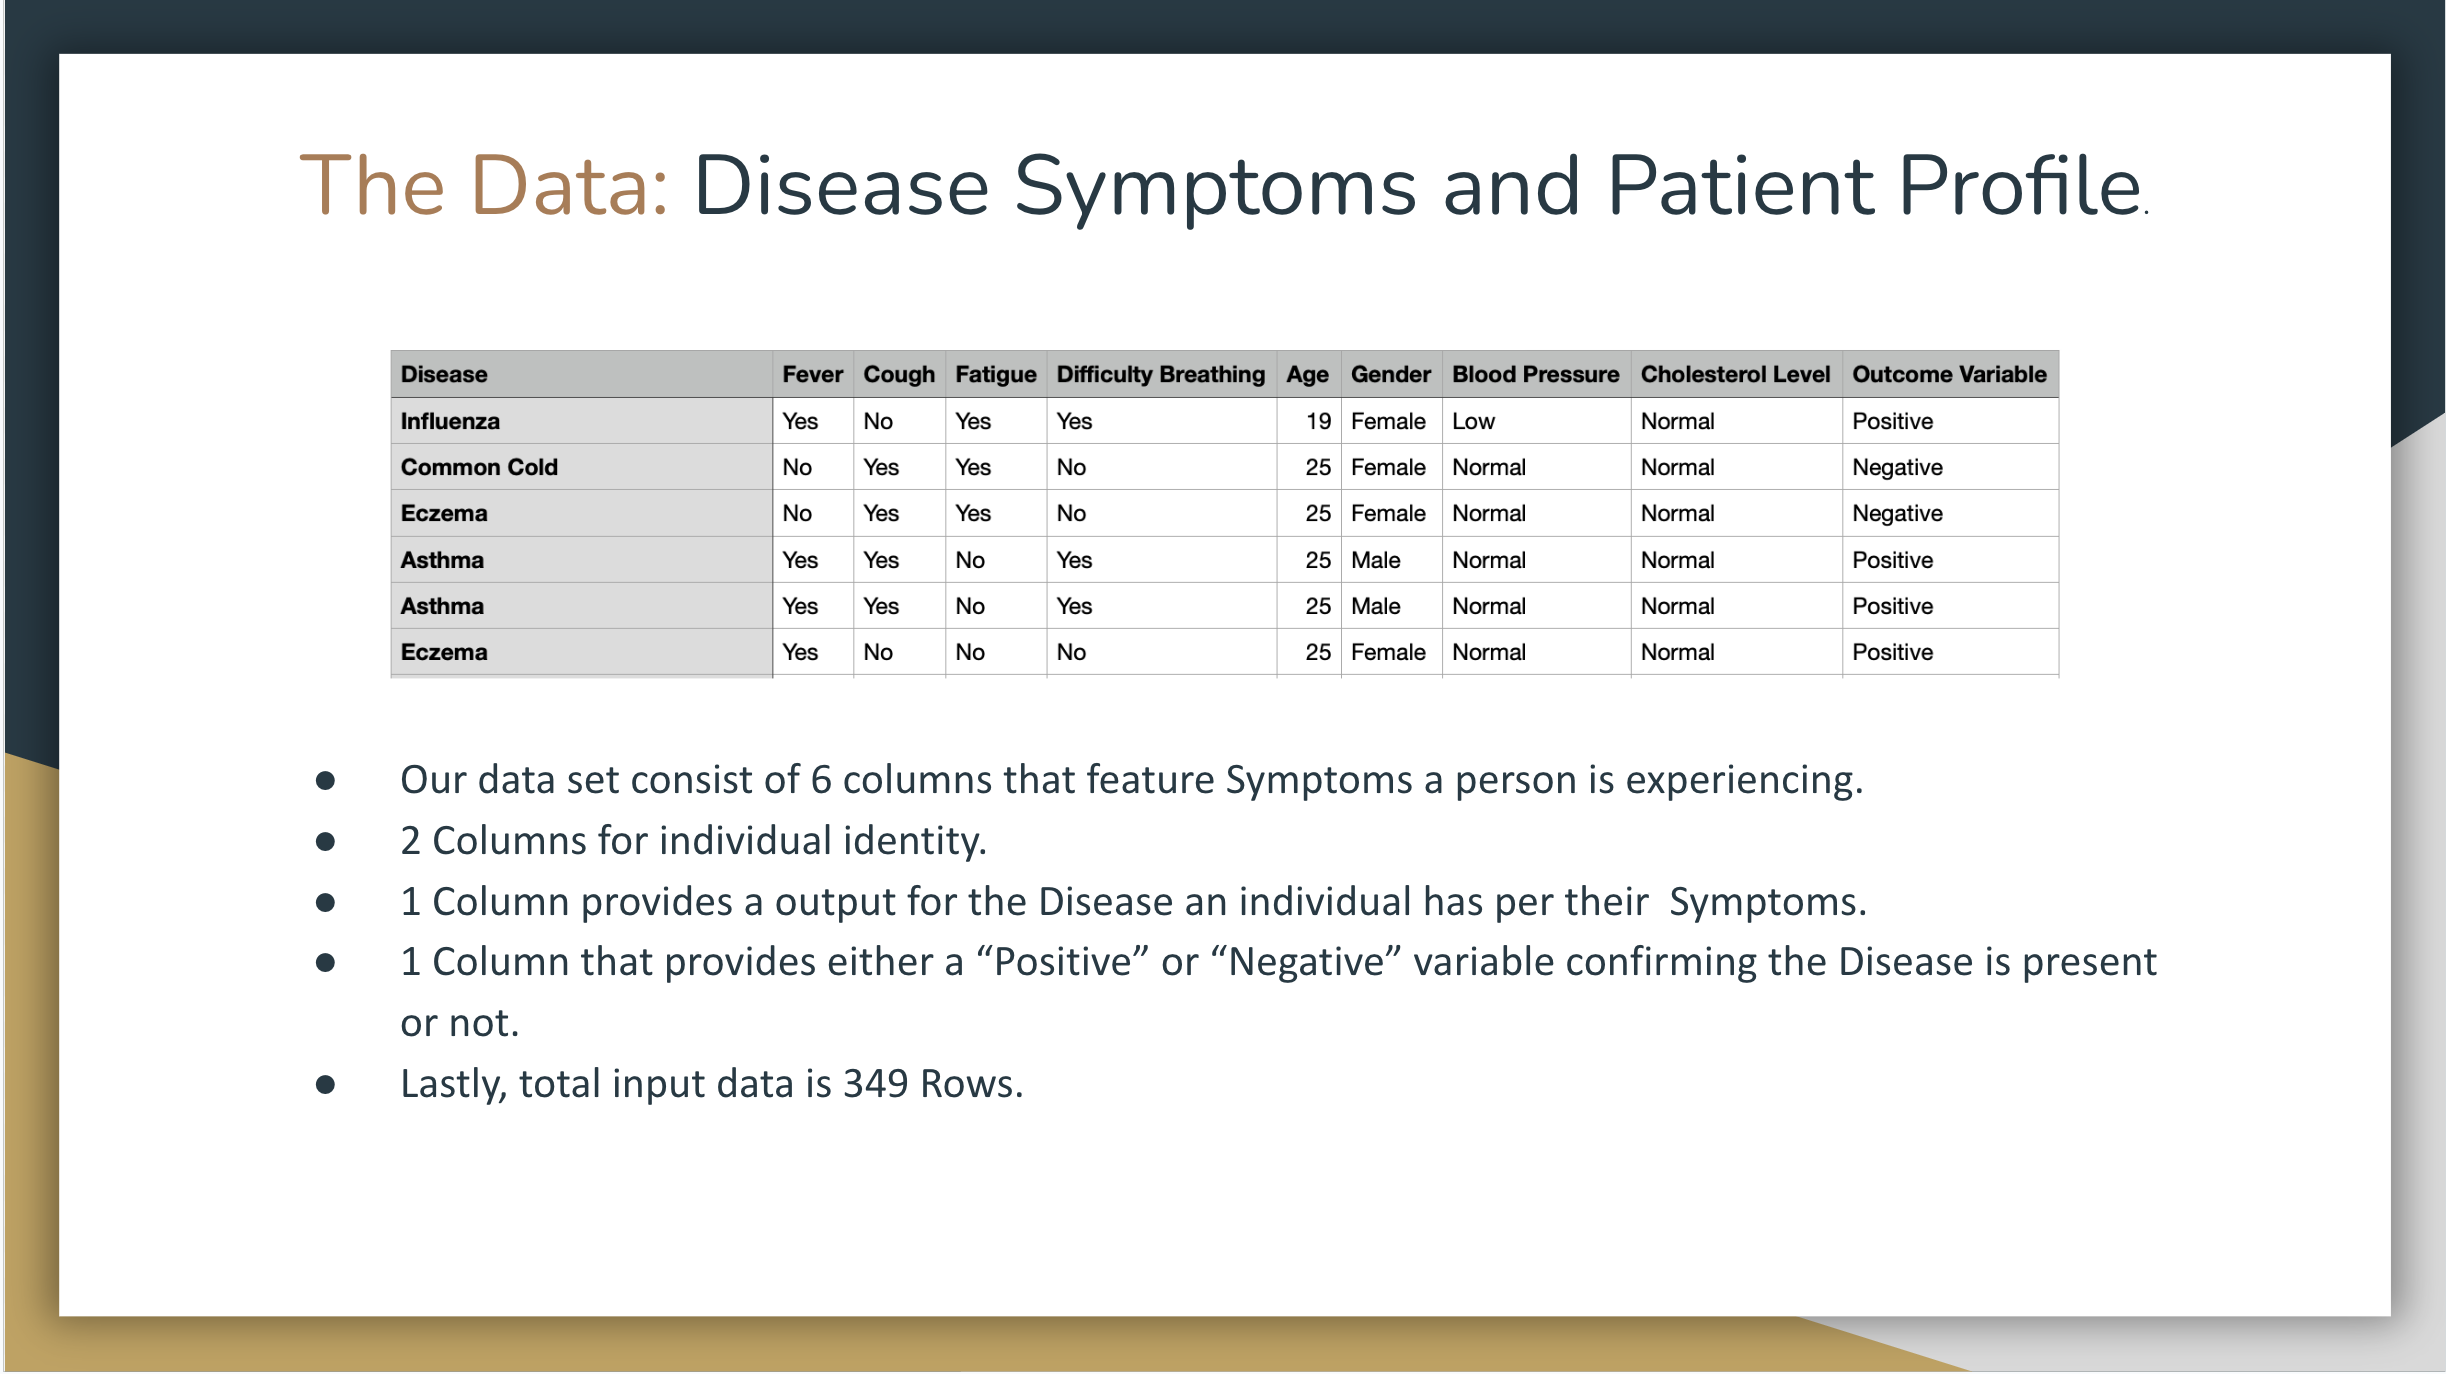 The Data: Disease Symptoms and Patient Profile.
Disease Fever Cough Fatigue Difficulty Breathing Age Gender Blood Pressure Cholesterol Level Outcome Variable
Influenza Yes No Yes Yes 19 Female Low Normal Positive
Common Cold No Yes Yes No 25 Female Normal Normal Negative
Eczema No Yes Yes No 25 Female Normal Normal Negative
Asthma Yes Yes No Yes 25 Male Normal Normal Positive
Asthma Yes Yes No Yes 25 Male Normal Normal Positive
Eczema Yes No No No 25 Female Normal Normal Positive
● Our data set consist of 6 columns that feature Symptoms a person is experiencing.
● 2 Columns for individual identity.
● 1 Column provides a output for the Disease an individual has per their  Symptoms.
● 1 Column that provides either a “Positive” or “Negative” variable confirming the Disease is present
or not.
● Lastly, total input data is 349 Rows.